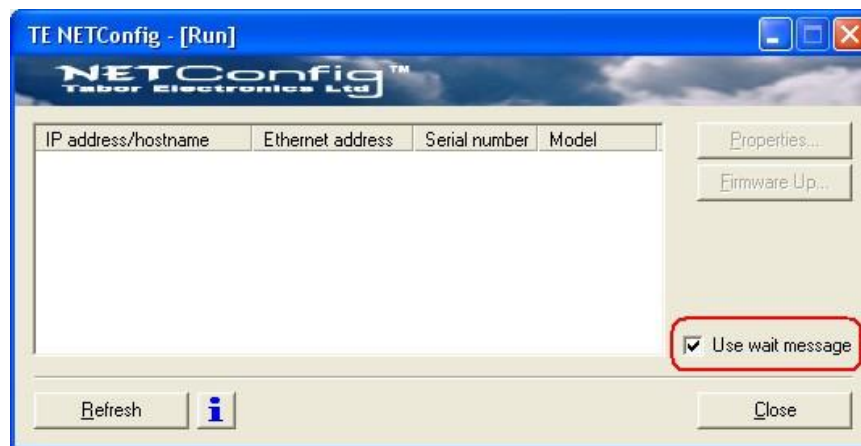 TE NETConfig - [Run]
NETConfig™
Tabor Electronics Ltd
IP address/hostname Ethernet address Serial number Model
Properties...
Firmware Up...
Use wait message
Refresh i Close